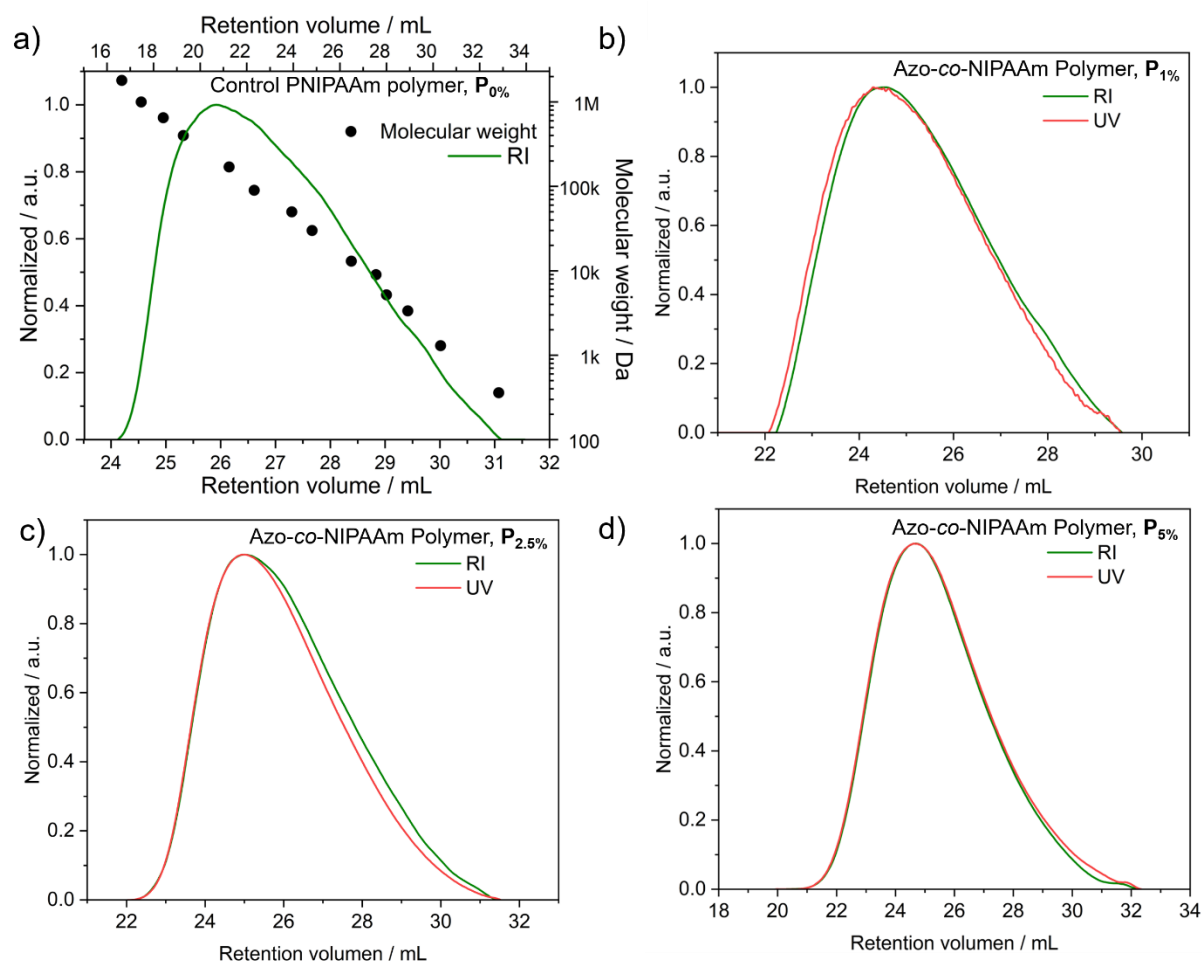 a)
Retention volume / mL
16 18 20 22 24 26 28 30 32 34
Control PNIPAAm polymer, P0%
Molecular weight
RI
1.0
0.8
0.6
0.4
0.2
0.0
Normalized / a.u.
1M
100k
10k
1k
100
Molecular weight / Da
24 25 26 27 28 29 30 31 32
Retention volume / mL
b)
Azo-co-NIPAAm Polymer, P1%
RI
UV
1.0
0.8
0.6
0.4
0.2
0.0
Normalized / a.u.
22 24 26 28 30
Retention volume / mL
c)
Azo-co-NIPAAm Polymer, P2.5%
RI
UV
1.0
0.8
0.6
0.4
0.2
0.0
Normalized / a.u.
22 24 26 28 30 32
Retention volumen / mL
d)
Azo-co-NIPAAm Polymer, P5%
RI
UV
1.0
0.8
0.6
0.4
0.2
0.0
Normalized / a.u.
18 20 22 24 26 28 30 32 34
Retention volumen / mL